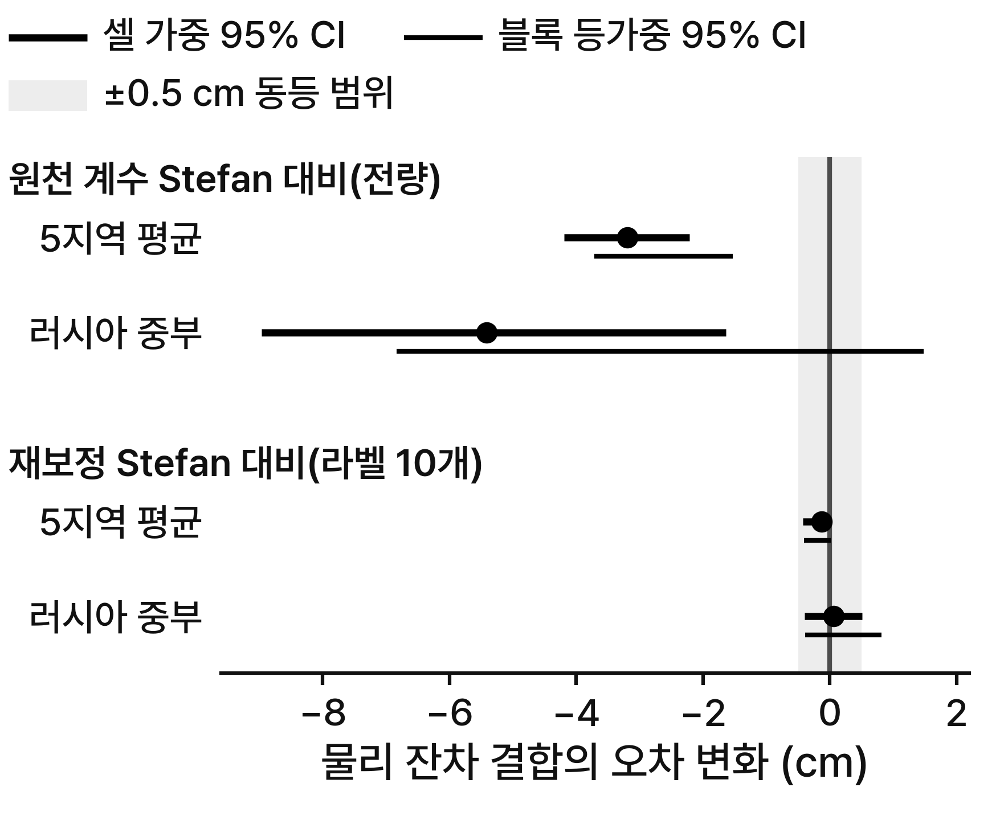 셀 가중 95% CI 블록 등가중 95% CI
±0.5 cm 동등 범위
원천 계수 Stefan 대비(전량)
5지역 평균
러시아 중부
재보정 Stefan 대비(라벨 10개)
5지역 평균
러시아 중부
−8 −6 −4 −2 0 2
물리 잔차 결합의 오차 변화 (cm)